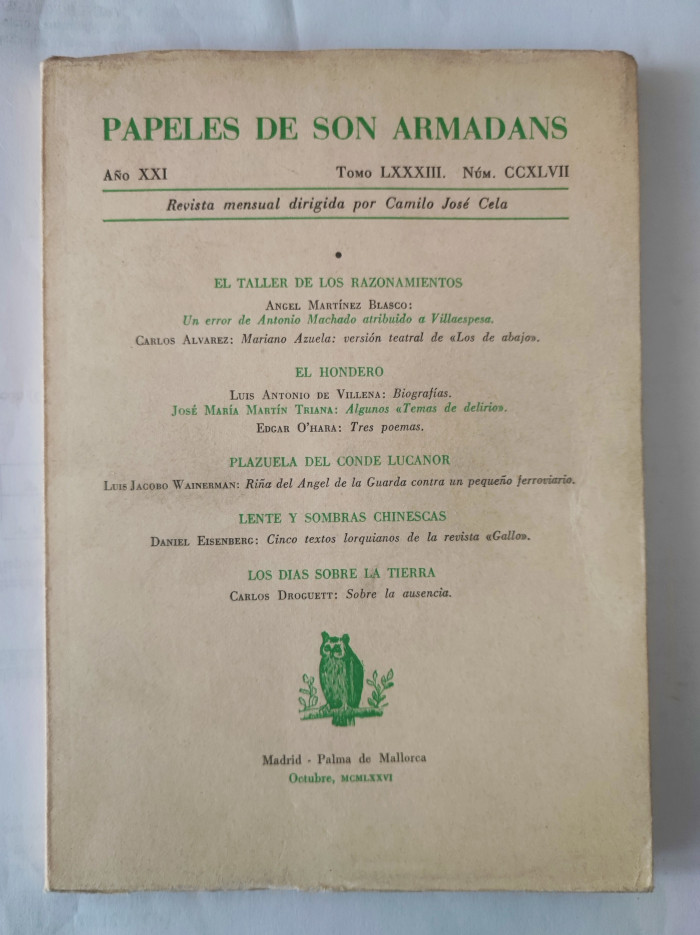 PAPELES DE SON ARMADANS
Año XXI Tomo LXXXIII. Núm. CCXLVII
Revista mensual dirigida por Camilo José Cela
EL TALLER DE LOS RAZONAMIENTOS
Angel Martínez Blasco:
Un error de Antonio Machado atribuido a Villaespesa.
Carlos Alvarez: Mariano Azuela: versión teatral de «Los de abajo».
EL HONDERO
Luis Antonio de Villena: Biografías.
José María Martín Triana: Algunos «Temas de delirio».
Edgar O'hara: Tres poemas.
PLAZUELA DEL CONDE LUCANOR
Luis Jacobo Wainerman: Riña del Angel de la Guarda contra un pequeño ferroviario.
LENTE Y SOMBRAS CHINESCAS
Daniel Eisenberg: Cinco textos lorquianos de la revista «Gallo».
LOS DIAS SOBRE LA TIERRA
Carlos Droguett: Sobre la ausencia.
Madrid - Palma de Mallorca
Octubre, MCMLXXVI